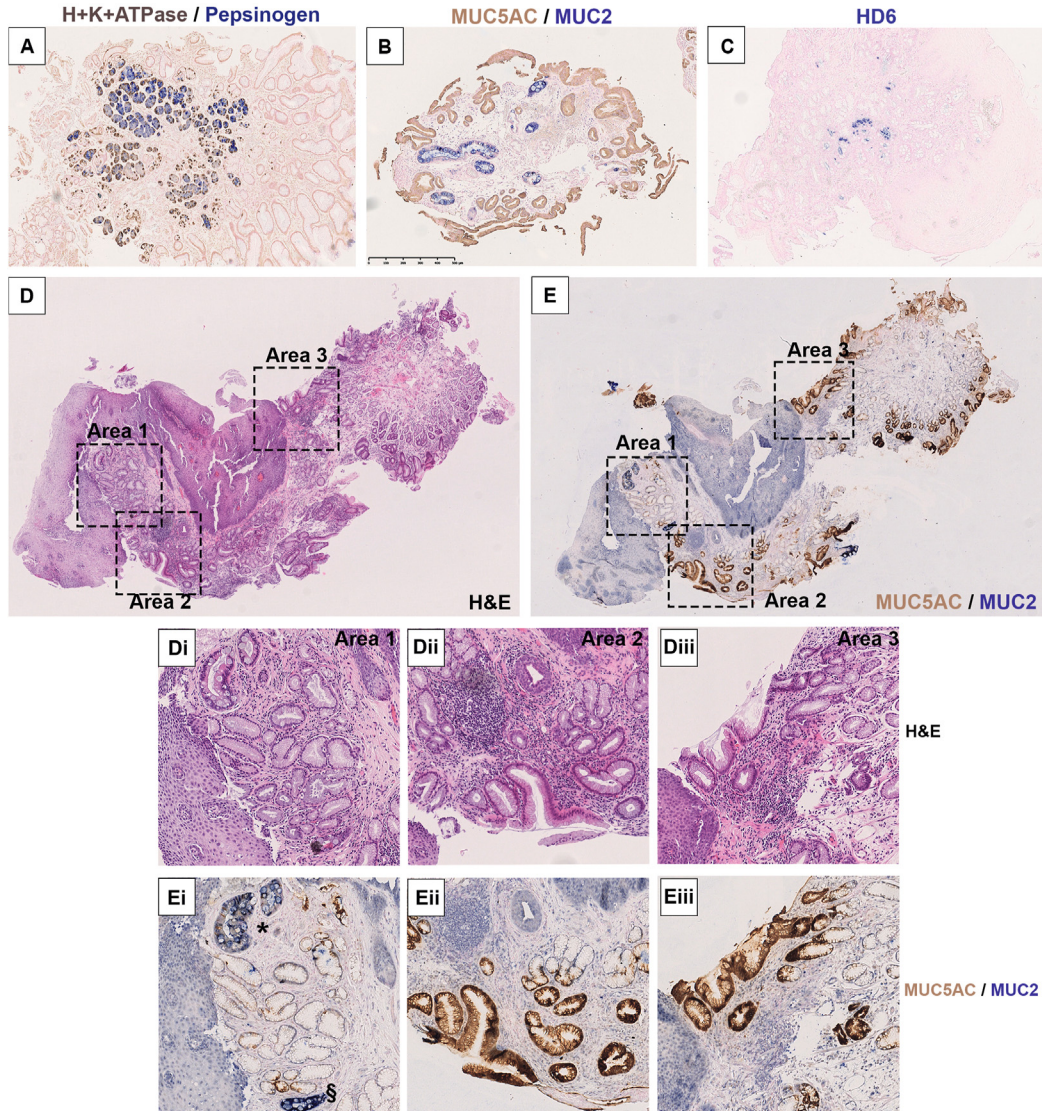 H+K+ATPase / Pepsinogen
MUC5AC / MUC2
HD6
A
B
C
D
Area 3
Area 1
Area 2
H&E
E
Area 3
Area 1
Area 2
MUC5AC / MUC2
Di
Area 1
Dii
Area 2
Diii
Area 3
H&E
Ei
*
§
Eii
Eiii
MUC5AC / MUC2